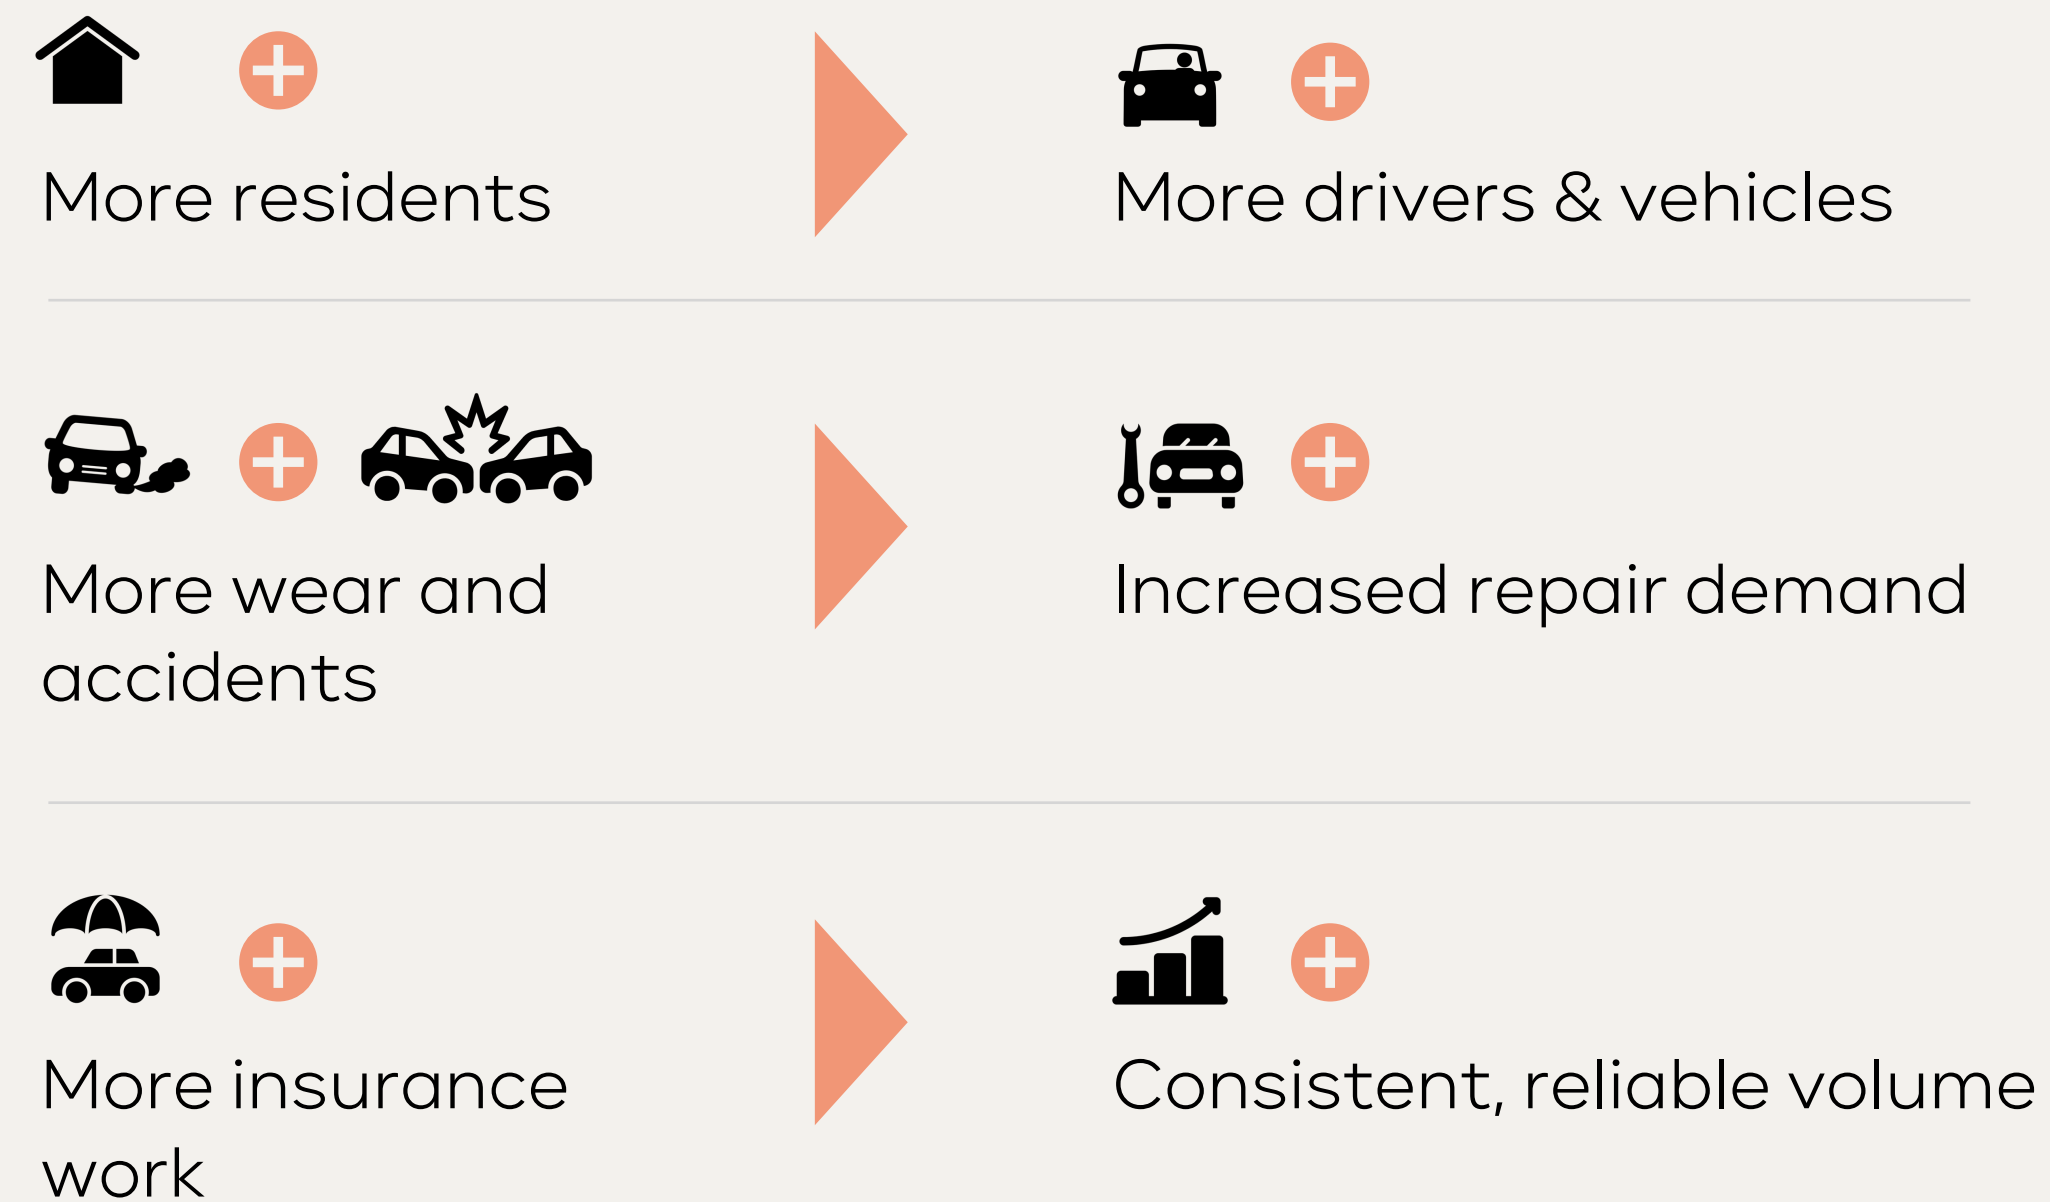 More residents
More drivers & vehicles
More wear and
accidents
Increased repair demand
More insurance
work
Consistent, reliable volume